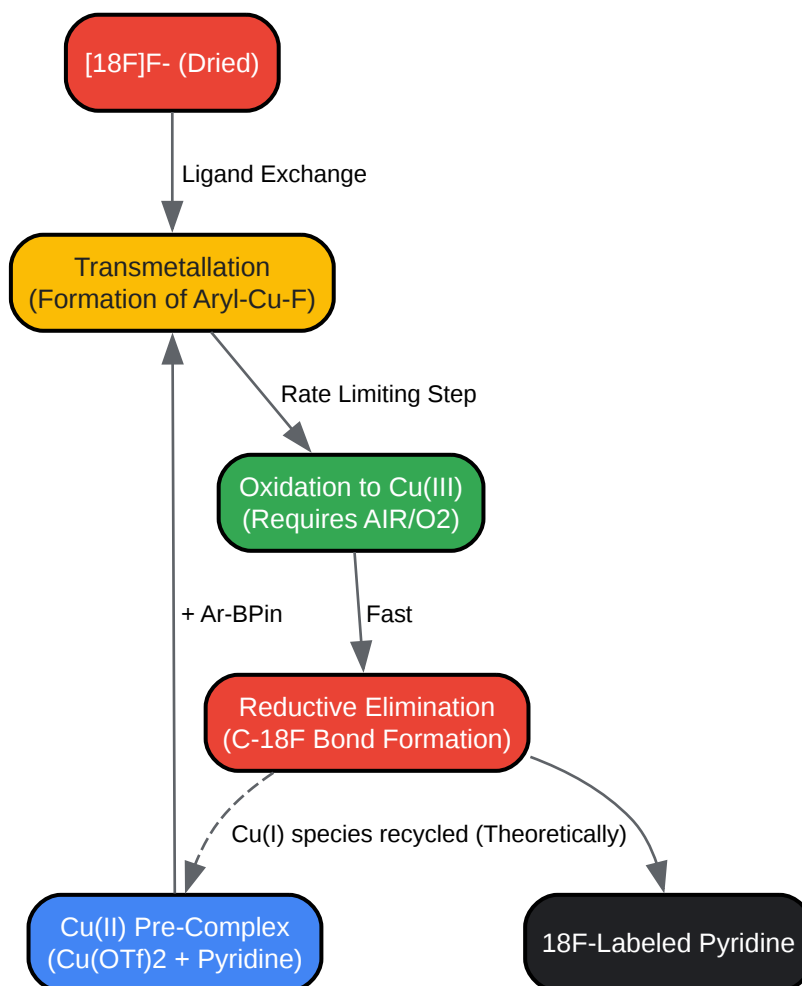 [18F]F- (Dried)
Ligand Exchange
Transmetallation
(Formation of Aryl-Cu-F)
Rate Limiting Step
Oxidation to Cu(III)
(Requires AIR/O2)
+ Ar-BPin
Fast
Reductive Elimination
(C-18F Bond Formation)
Cu(I) species recycled (Theoretically)
Cu(II) Pre-Complex
(Cu(OTf)2 + Pyridine)
18F-Labeled Pyridine